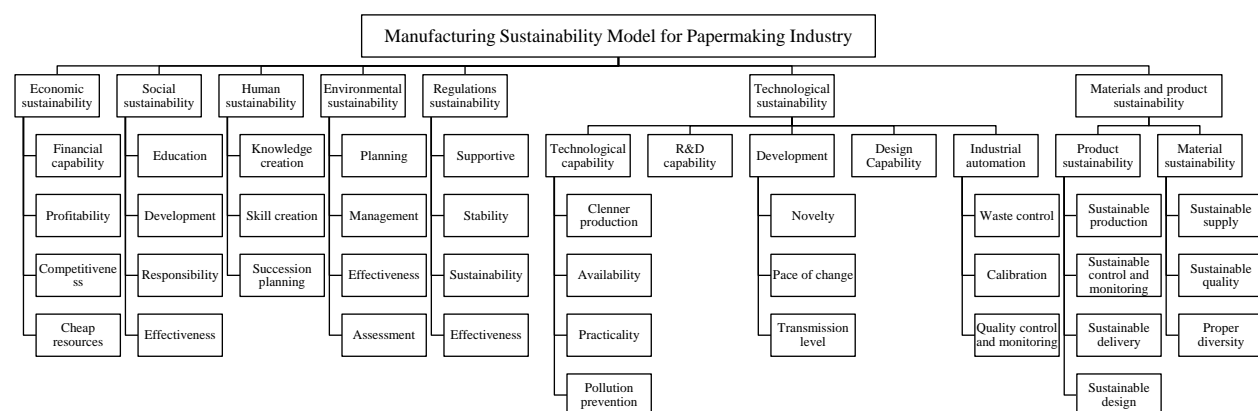 Manufacturing Sustainability Model for Papermaking Industry
Economic
sustainability
Social
sustainability
Human
sustainability
Environmental
sustainability
Regulations
sustainability
Technological
sustainability
Materials and product
sustainability
Financial
capability
Profitability
Competitivene
ss
Cheap
resources
Education
Development
Responsibility
Effectiveness
Knowledge
creation
Skill creation
Succession
planning
Planning
Management
Effectiveness
Assessment
Supportive
Stability
Sustainability
Effectiveness
Technological
capability
Clenner
production
Availability
Practicality
Pollution
prevention
R&D
capability
Development
Novelty
Pace of change
Transmission
level
Design
Capability
Industrial
automation
Waste control
Calibration
Quality control
and monitoring
Product
sustainability
Sustainable
production
Sustainable
control and
monitoring
Sustainable
delivery
Sustainable
design
Material
sustainability
Sustainable
supply
Sustainable
quality
Proper
diversity